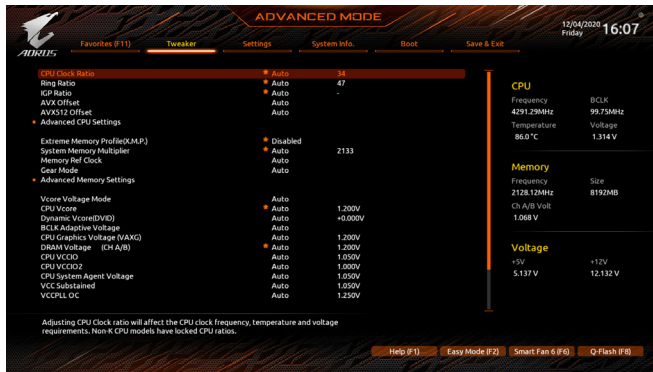 ADVANCED MODE
12/04/2020 Friday 16:07
AORUS
Favorites (F11) Tweaker Settings System Info. Boot Save & Exit
CPU Clock Ratio * Auto 34
Ring Ratio * Auto 47
IGP Ratio * Auto -
AVX Offset Auto
AVX512 Offset Auto
Advanced CPU Settings
Extreme Memory Profile(X.M.P.) * Disabled
System Memory Multiplier * Auto 2133
Memory Ref Clock Auto
Gear Mode Auto
Advanced Memory Settings
Vcore Voltage Mode Auto
CPU Vcore * Auto 1.200V
Dynamic Vcore(DVID) Auto +0.000V
BCLK Adaptive Voltage Auto
CPU Graphics Voltage (VAXG) Auto 1.200V
DRAM Voltage (CH A/B) * Auto 1.200V
CPU VCCIO Auto 1.050V
CPU VCCIO2 Auto 1.000V
CPU System Agent Voltage Auto 1.050V
VCC Substained Auto 1.050V
VCCPLL OC Auto 1.250V
CPU
Frequency BCLK
4291.29MHz 99.75MHz
Temperature Voltage
86.0 °C 1.314 V
Memory
Frequency Size
2128.12MHz 8192MB
Ch A/B Volt
1.068 V
Voltage
+5V +12V
5.137 V 12.132 V
Adjusting CPU Clock ratio will affect the CPU clock frequency, temperature and voltage
requirements. Non-K CPU models have locked CPU ratios.
Help (F1) Easy Mode (F2) Smart Fan 6 (F6) Q-Flash (F8)